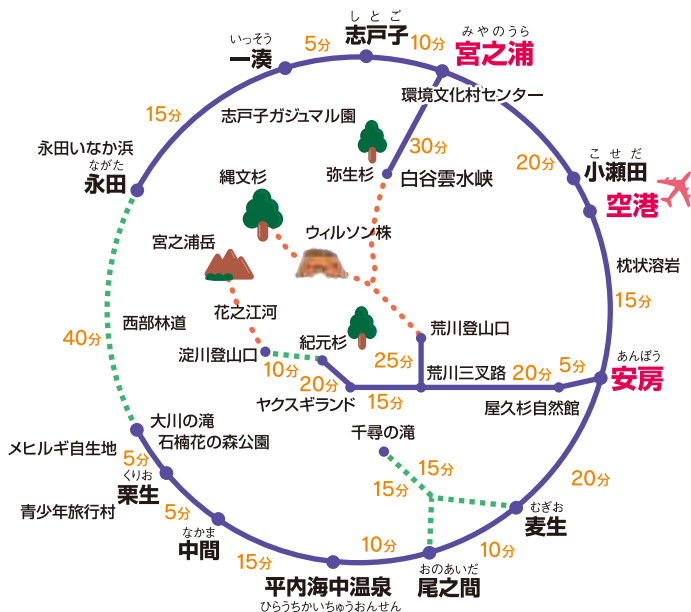 しとご
志戸子
5分
10分
みやのうら
宮之浦
いっそう
一湊
環境文化村センター
15分
志戸子ガジュマル園
30分
永田いなか浜
ながた
永田
縄文杉
弥生杉
白谷雲水峡
20分
こせだ
小瀬田
空港
宮之浦岳
ウィルソン株
枕状溶岩
15分
花之江河
西部林道
40分
淀川登山口
紀元杉
荒川登山口
10分
20分
25分
荒川三叉路
20分
5分
あんぼう
安房
ヤクスギランド
15分
屋久杉自然館
大川の滝
石楠花の森公園
千尋の滝
メヒルギ自生地
5分
くりお
栗生
15分
15分
20分
青少年旅行村
5分
なかま
中間
むぎお
麦生
15分
10分
10分
平内海中温泉
ひらうちかいちゅうおんせん
おのあいだ
尾之間